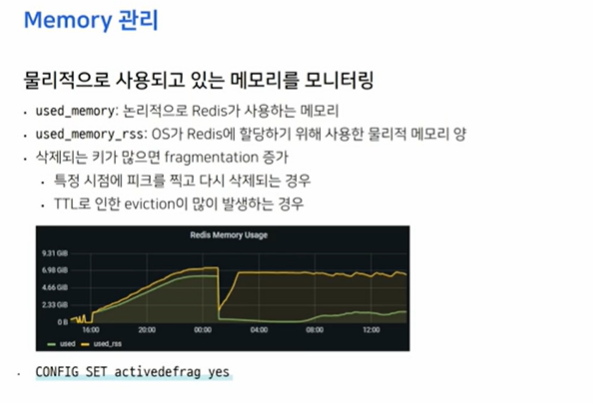 Memory 관리
물리적으로 사용되고 있는 메모리를 모니터링
• used_memory: 논리적으로 Redis가 사용하는 메모리
• used_memory_rss: OS가 Redis에 할당하기 위해 사용한 물리적 메모리 양
• 삭제되는 키가 많으면 fragmentation 증가
• 특정 시점에 피크를 찍고 다시 삭제되는 경우
• TTL로 인한 eviction이 많이 발생하는 경우
Redis Memory Usage
9.31 GiB
6.98 GiB
4.66 GiB
2.33 GiB
0 B
16:00 20:00 00:00 04:00 08:00 12:00
used used_rss
• CONFIG SET activedefrag yes